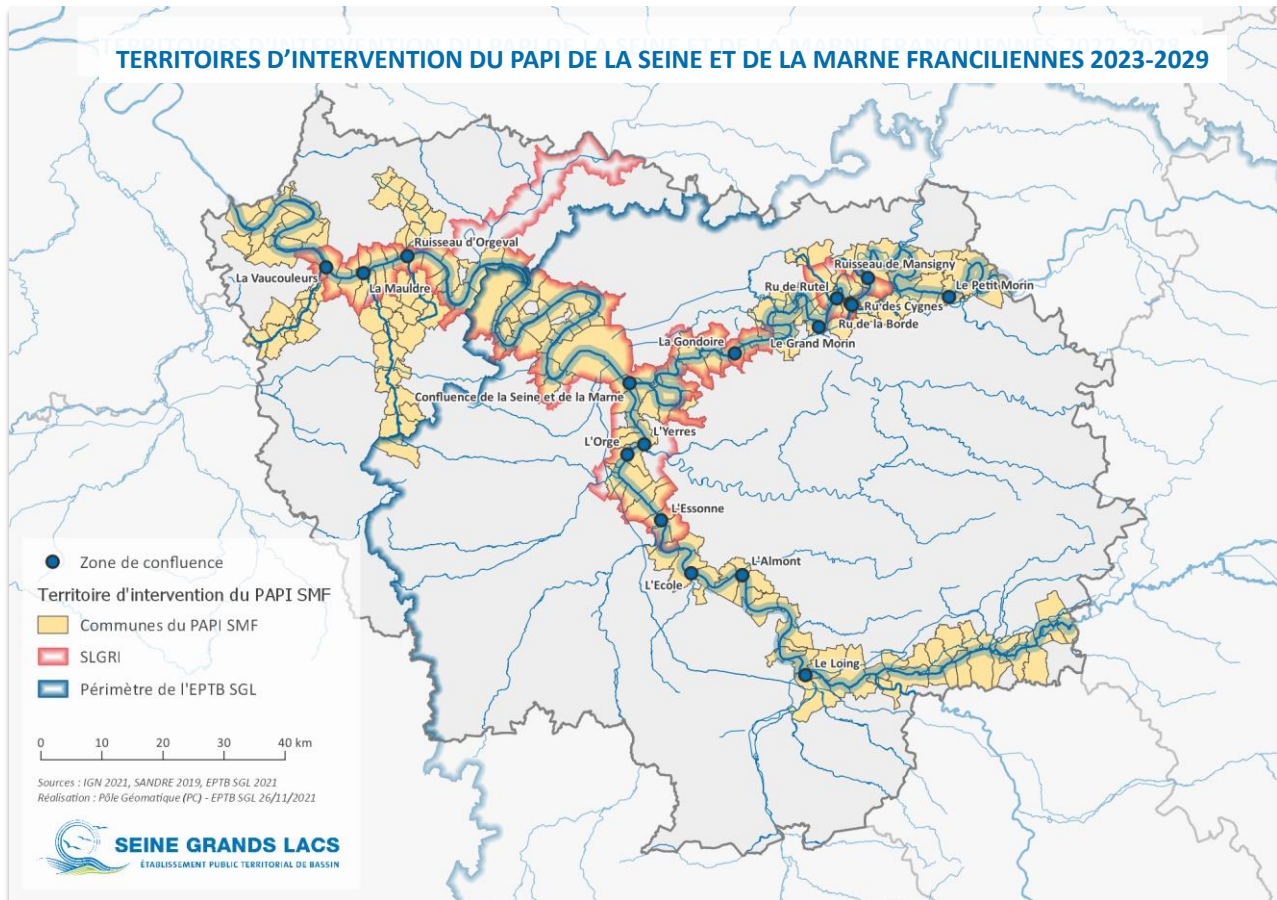 TERRITOIRES D'INTERVENTION DU PAPI DE LA SEINE ET DE LA MARNE FRANCILIENNES 2023-2029
Ruisseau d'Orgeval
La Vaucouleurs
La Mauldre
Ruisseau de Mansigny
Ru de Rutel
Le Petit Morin
Ru des Cygnes
Ru de la Borde
La Gondoire
Le Grand Morin
Confluence de la Seine et de la Marne
L'Yerres
L'Orge
L'Essonne
L'Almont
L'Ecole
Le Loing
Zone de confluence
Territoire d'intervention du PAPI SMF
Communes du PAPI SMF
SLGRI
Périmètre de l'EPTB SGL
0 10 20 30 40 km
Sources : IGN 2021, SANDRE 2019, EPTB SGL 2021
Réalisation : Pôle Géomatique (PC) - EPTB SGL 26/11/2021
SEINE GRANDS LACS
ÉTABLISSEMENT PUBLIC TERRITORIAL DE BASSIN